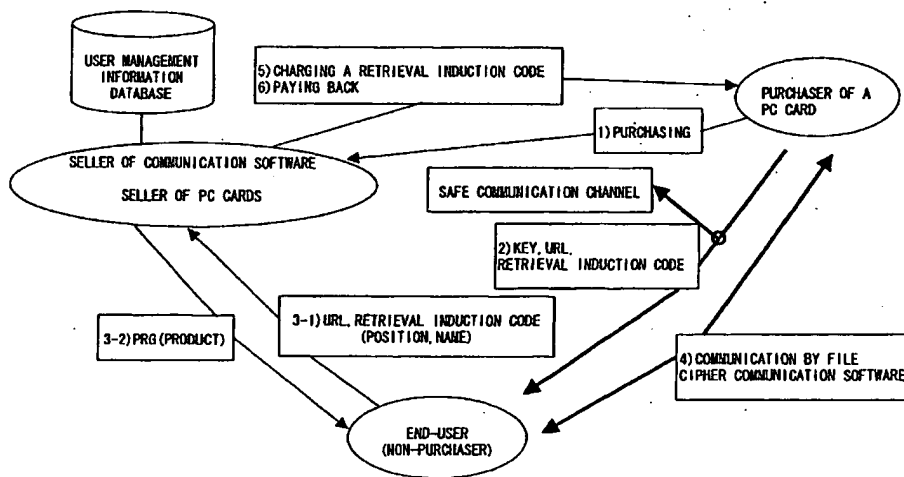 USER MANAGEMENT
INFORMATION
DATABASE
5) CHARGING A RETRIEVAL INDUCTION CODE
6) PAYING BACK
PURCHASER OF A
PC CARD
1) PURCHASING
SELLER OF COMMUNICATION SOFTWARE
SELLER OF PC CARDS
SAFE COMMUNICATION CHANNEL
2) KEY, URL,
RETRIEVAL INDUCTION CODE
3-1) URL, RETRIEVAL INDUCTION CODE
(POSITION, NAME)
3-2) PRG (PRODUCT)
4) COMMUNICATION BY FILE
CIPHER COMMUNICATION SOFTWARE
END-USER
(NON-PURCHASER)